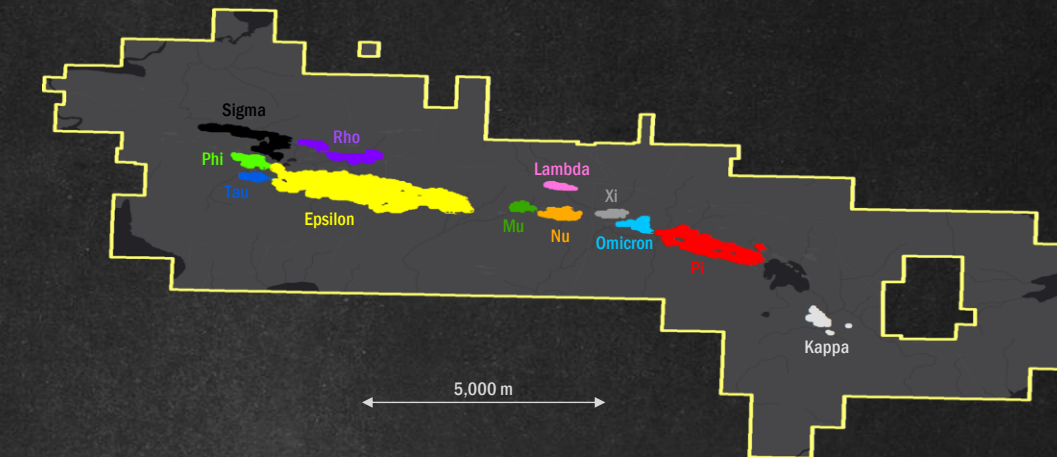 Sigma
Rho
Phi
Lambda
Tau
Xi
Epsilon
Mu
Nu
Omicron
Pi
Kappa
5,000 m